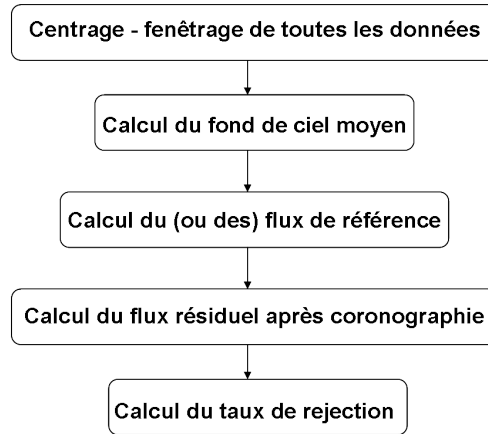 Centrage - fenêtrage de toutes les données
Calcul du fond de ciel moyen
Calcul du (ou des) flux de référence
Calcul du flux résiduel après coronographie
Calcul du taux de rejection